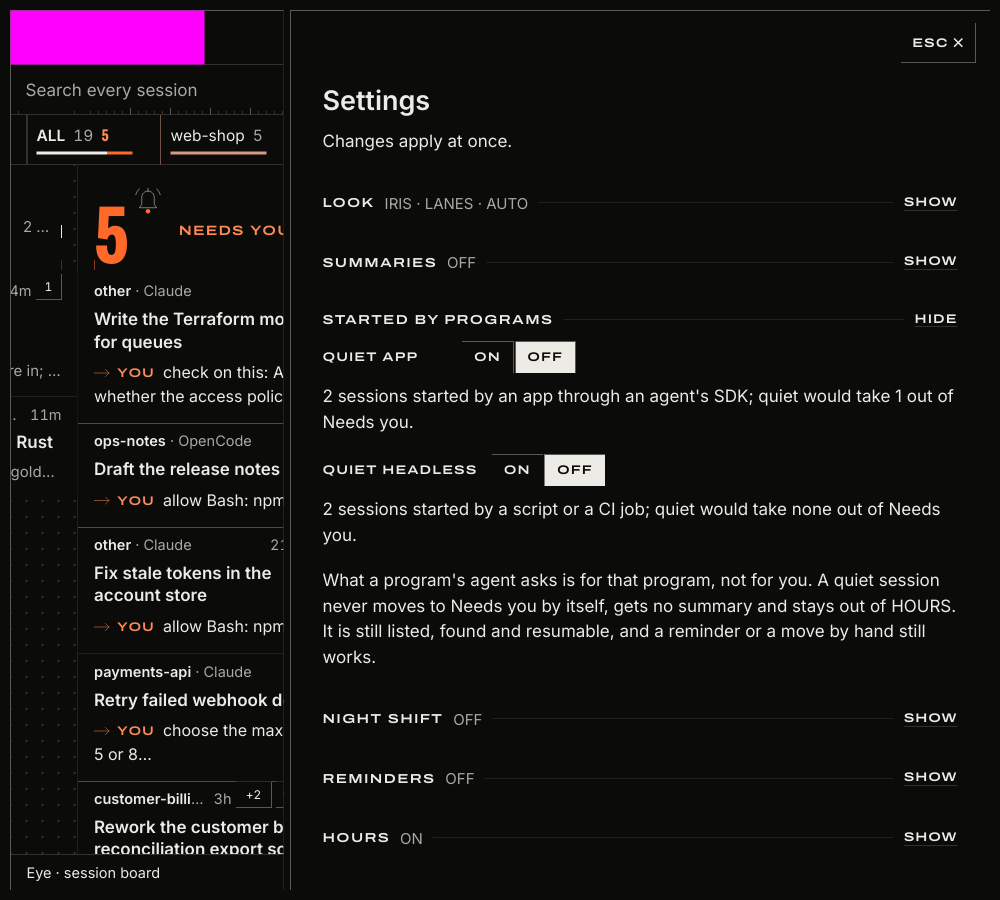 Search every session
ALL 19 5
web-shop 5
2 ...
4m 1
re in; ...
. 11m
Rust
gold...
5
NEEDS YOU
other · Claude
Write the Terraform mo
for queues
→ YOU check on this: A
whether the access polic
ops-notes · OpenCode
Draft the release notes
→ YOU allow Bash: npm
other · Claude 21
Fix stale tokens in the
account store
→ YOU allow Bash: npm
payments-api · Claude
Retry failed webhook d
→ YOU choose the max
5 or 8...
customer-billi... 3h +2
Rework the customer b
reconciliation export sc
Eye · session board
ESC ×
Settings
Changes apply at once.
LOOK IRIS · LANES · AUTO SHOW
SUMMARIES OFF SHOW
STARTED BY PROGRAMS HIDE
QUIET APP ON OFF
2 sessions started by an app through an agent's SDK; quiet would take 1 out of
Needs you.
QUIET HEADLESS ON OFF
2 sessions started by a script or a CI job; quiet would take none out of Needs
you.
What a program's agent asks is for that program, not for you. A quiet session
never moves to Needs you by itself, gets no summary and stays out of HOURS.
It is still listed, found and resumable, and a reminder or a move by hand still
works.
NIGHT SHIFT OFF SHOW
REMINDERS OFF SHOW
HOURS ON SHOW